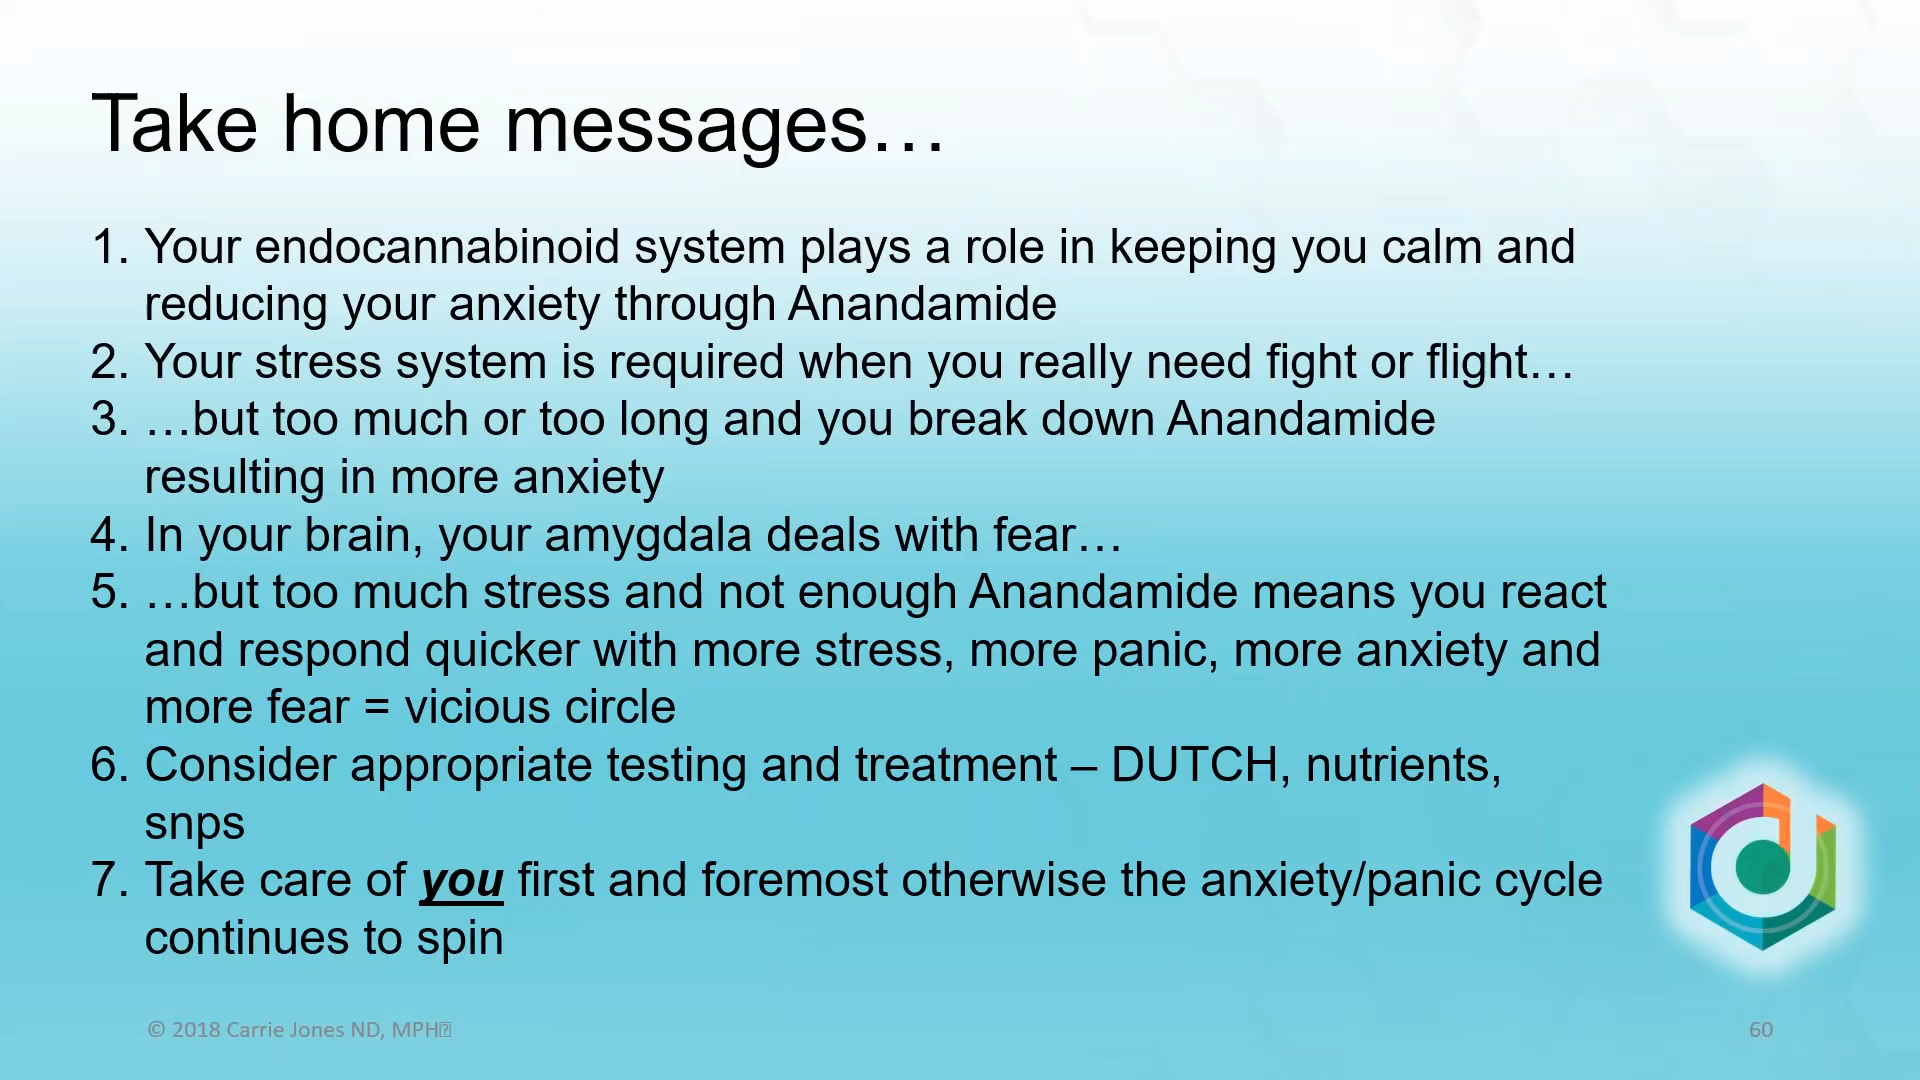 Take home messages…
1. Your endocannabinoid system plays a role in keeping you calm and
reducing your anxiety through Anandamide
2. Your stress system is required when you really need fight or flight…
3. …but too much or too long and you break down Anandamide
resulting in more anxiety
4. In your brain, your amygdala deals with fear…
5. …but too much stress and not enough Anandamide means you react
and respond quicker with more stress, more panic, more anxiety and
more fear = vicious circle
6. Consider appropriate testing and treatment – DUTCH, nutrients,
snps
7. Take care of you first and foremost otherwise the anxiety/panic cycle
continues to spin
© 2018 Carrie Jones ND, MPH
60